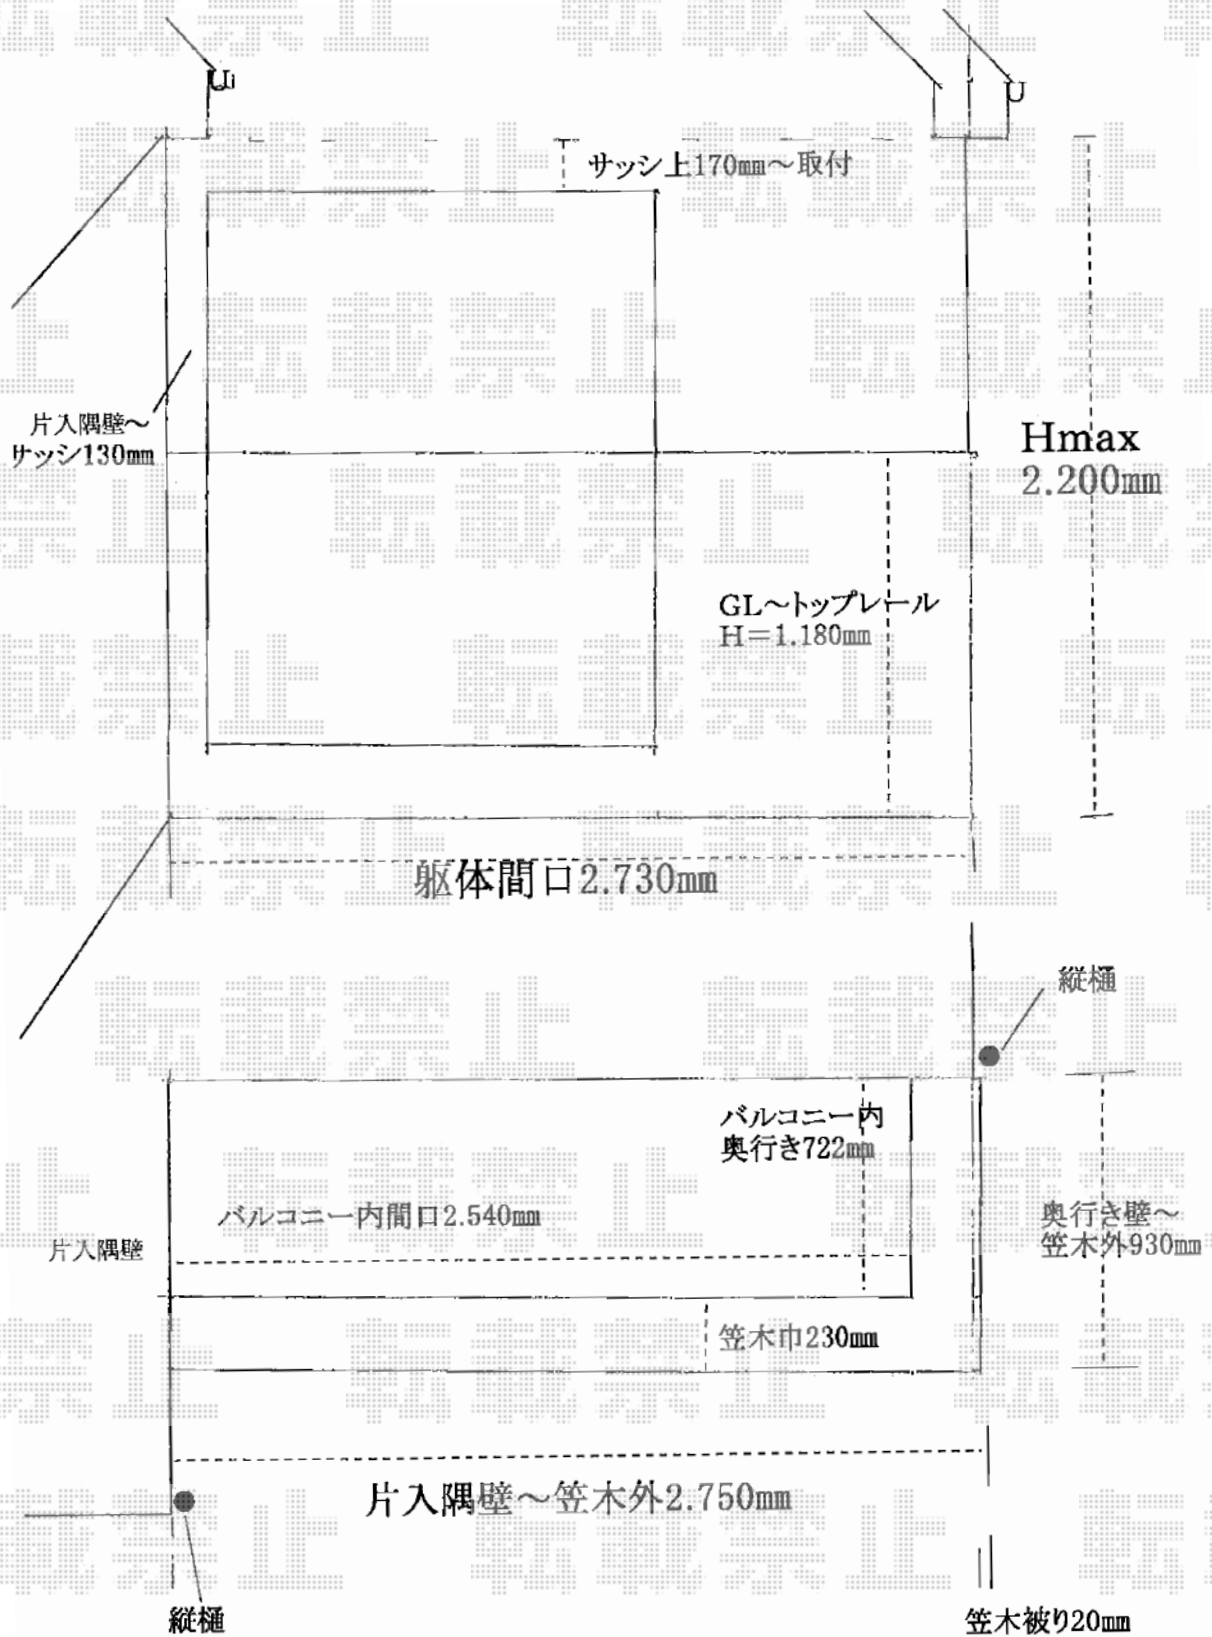 サッシ上170mm～取付
片入隅壁～
サッシ130mm
Hmax
2.200mm
GL～トップレール
H＝1.180mm
躯体間口2.730mm
縦樋
バルコニー内
奥行き722mm
バルコニー内間口2.540mm
奥行き壁～
笠木外930mm
片入隅壁
笠木巾230mm
片入隅壁～笠木外2.750mm
縦樋
笠木被り20mm
転載禁止